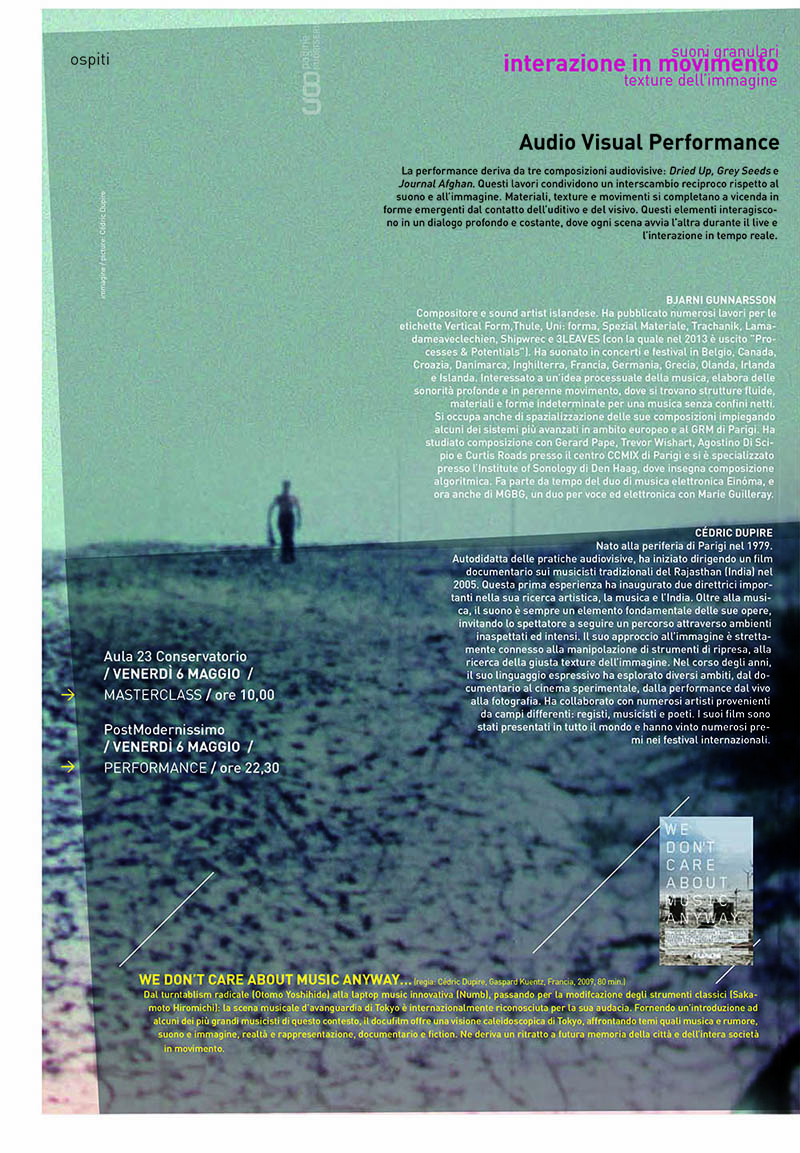 ospiti
suoni granulari
interazione in movimento
texture dell'immagine
Audio Visual Performance
La performance deriva da tre composizioni audiovisive: Dried Up, Grey Seeds e
Journal Afghan. Questi lavori condividono un interscambio reciproco rispetto al
suono e all'immagine. Materiali, texture e movimenti si completano a vicenda in
forme emergenti dal contatto dell'uditivo e del visivo. Questi elementi interagisco-
no in un dialogo profondo e costante, dove ogni scena avvia l'altra durante il live e
l'interazione in tempo reale.
immagine / picture: Cédric Dupire
BJARNI GUNNARSSON
Compositore e sound artist islandese. Ha pubblicato numerosi lavori per le
etichette Vertical Form,Thule, Uni: forma, Spezial Materiale, Trachanik, Lama-
dameaveclechien, Shipwrec e 3LEAVES (con la quale nel 2013 è uscito "Pro-
cesses & Potentials"). Ha suonato in concerti e festival in Belgio, Canada,
Croazia, Danimarca, Inghilterra, Francia, Germania, Grecia, Olanda, Irlanda
e Islanda. Interessato a un'idea processuale della musica, elabora delle
sonorità profonde e in perenne movimento, dove si trovano strutture fluide,
materiali e forme indeterminate per una musica senza confini netti.
Si occupa anche di spazializzazione delle sue composizioni impiegando
alcuni dei sistemi più avanzati in ambito europeo e al GRM di Parigi. Ha
studiato composizione con Gerard Pape, Trevor Wishart, Agostino Di Sci-
pio e Curtis Roads presso il centro CCMIX di Parigi e si è specializzato
presso l'Institute of Sonology di Den Haag, dove insegna composizione
algoritmica. Fa parte da tempo del duo di musica elettronica Einóma, e
ora anche di MGBG, un duo per voce ed elettronica con Marie Guilleray.
CÉDRIC DUPIRE
Nato alla periferia di Parigi nel 1979.
Autodidatta delle pratiche audiovisive, ha iniziato dirigendo un film
documentario sui musicisti tradizionali del Rajasthan (India) nel
2005. Questa prima esperienza ha inaugurato due direttrici impor-
tanti nella sua ricerca artistica, la musica e l'India. Oltre alla musi-
ca, il suono è sempre un elemento fondamentale delle sue opere,
invitando lo spettatore a seguire un percorso attraverso ambienti
inaspettati ed intensi. Il suo approccio all'immagine è stretta-
mente connesso alla manipolazione di strumenti di ripresa, alla
ricerca della giusta texture dell'immagine. Nel corso degli anni,
il suo linguaggio espressivo ha esplorato diversi ambiti, dal do-
cumentario al cinema sperimentale, dalla performance dal vivo
alla fotografia. Ha collaborato con numerosi artisti provenienti
da campi differenti: registi, musicisti e poeti. I suoi film sono
stati presentati in tutto il mondo e hanno vinto numerosi pre-
mi nei festival internazionali.
Aula 23 Conservatorio
/ VENERDÌ 6 MAGGIO /
→ MASTERCLASS / ore 10,00
PostModernissimo
/ VENERDÌ 6 MAGGIO /
→ PERFORMANCE / ore 22,30
WE
DON'T
CARE
ABOUT
MUSIC
ANYWAY
WE DON'T CARE ABOUT MUSIC ANYWAY... (regia: Cédric Dupire, Gaspard Kuentz, Francia, 2009, 80 min.)
Dal turntablism radicale (Otomo Yoshihide) alla laptop music innovativa (Numb), passando per la modifcazione degli strumenti classici (Saka-
moto Hiromichi): la scena musicale d'avanguardia di Tokyo è internazionalmente riconosciuta per la sua audacia. Fornendo un'introduzione ad
alcuni dei più grandi musicisti di questo contesto, il docufilm offre una visione caleidoscopica di Tokyo, affrontando temi quali musica e rumore,
suono e immagine, realtà e rappresentazione, documentario e fiction. Ne deriva un ritratto a futura memoria della città e dell'intera società
in movimento.